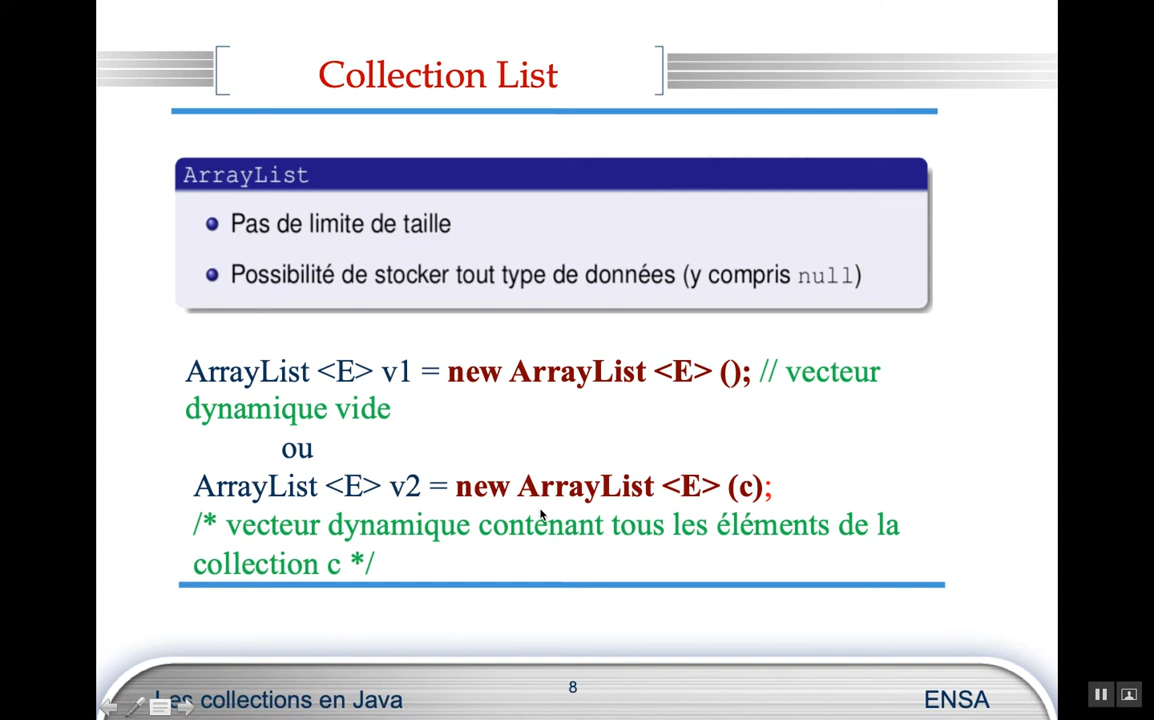 Collection List
ArrayList
Pas de limite de taille
Possibilité de stocker tout type de données (y compris null)
ArrayList <E> v1 = new ArrayList <E> (); // vecteur
dynamique vide
ou
ArrayList <E> v2 = new ArrayList <E> (c);
/* vecteur dynamique contenant tous les éléments de la
collection c */
Les collections en Java
8
ENSA